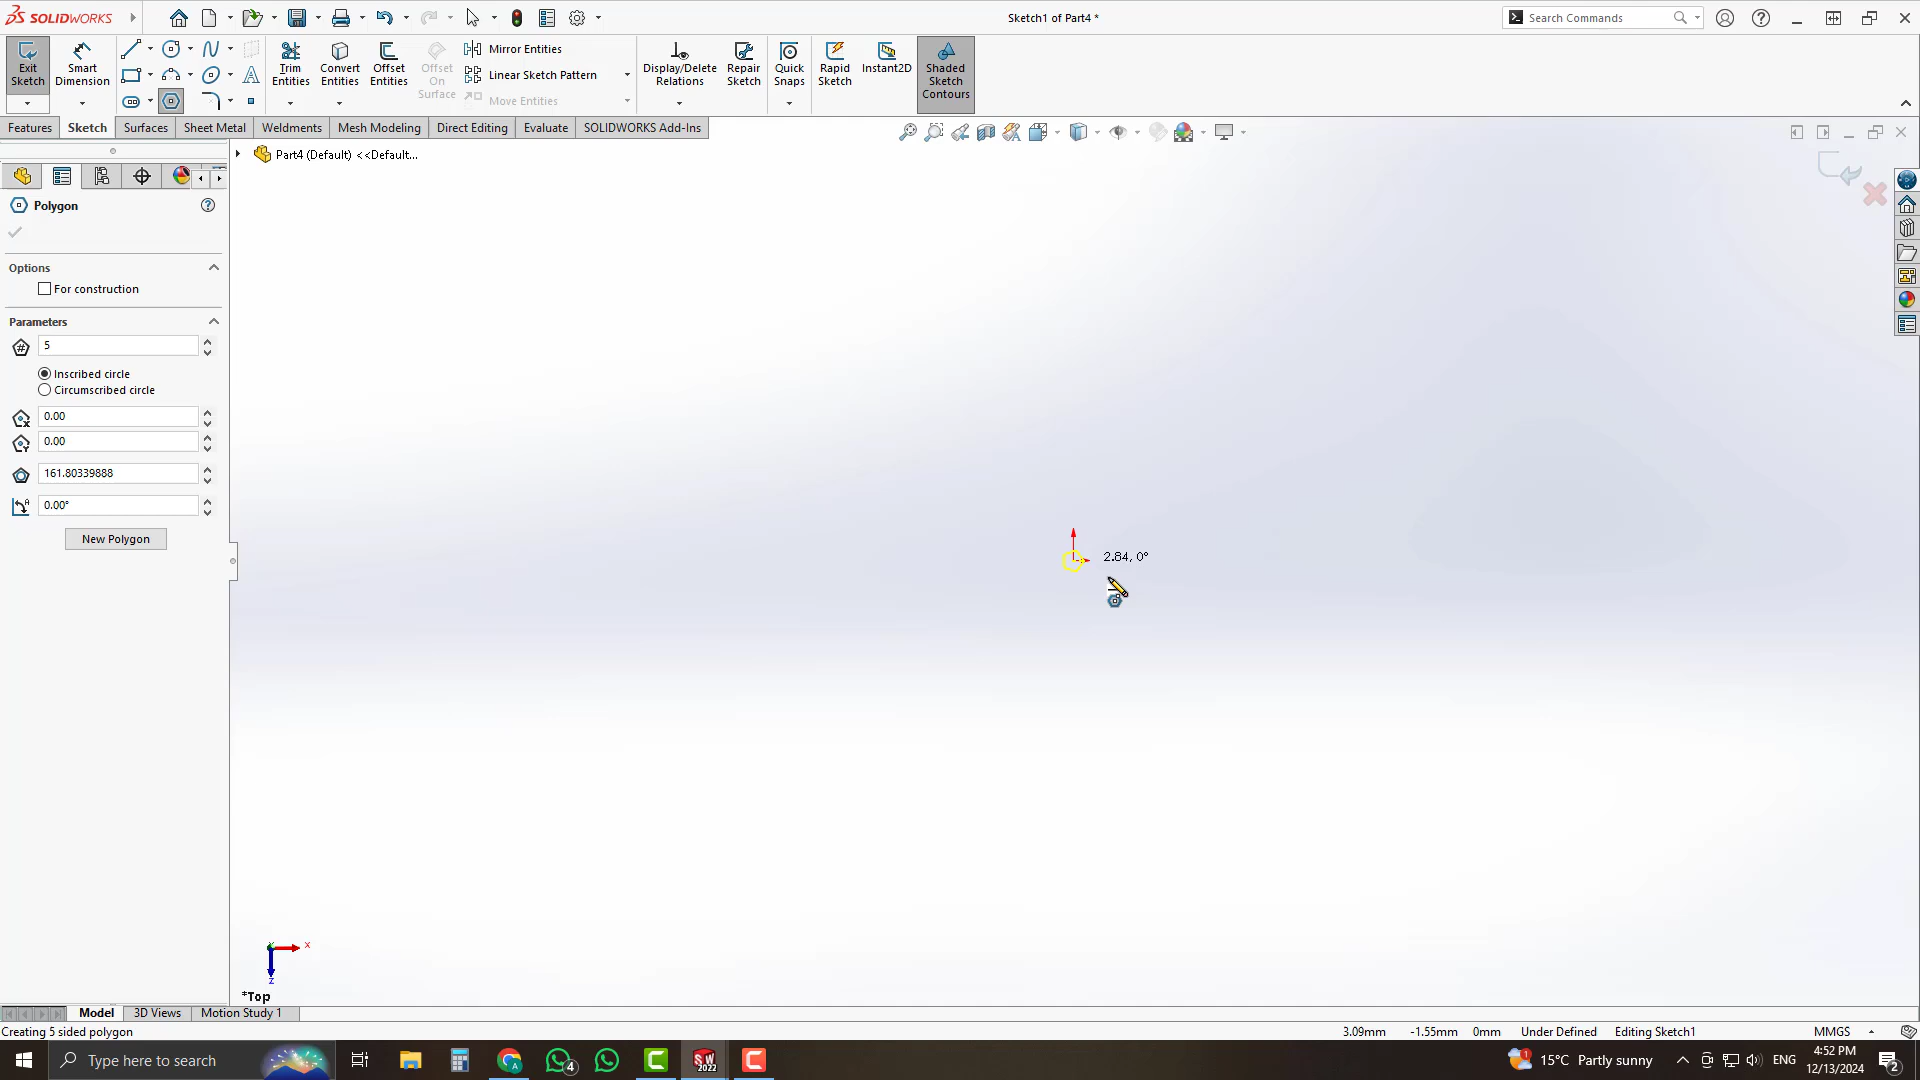 SOLIDWORKS
Sketch1 of Part4 *
Search Commands
Exit Sketch
Smart Dimension
Trim Entities
Convert Entities
Offset Entities
Offset On Surface
Mirror Entities
Linear Sketch Pattern
Move Entities
Display/Delete Relations
Repair Sketch
Quick Snaps
Rapid Sketch
Instant2D
Shaded Sketch Contours
Features
Sketch
Surfaces
Sheet Metal
Weldments
Mesh Modeling
Direct Editing
Evaluate
SOLIDWORKS Add-Ins
Part4 (Default) <<Default...
Polygon
Options
For construction
Parameters
5
Inscribed circle
Circumscribed circle
0.00
0.00
161.80339888
0.00°
New Polygon
2.84, 0°
x
z
*Top
Model
3D Views
Motion Study 1
Creating 5 sided polygon
3.09mm
-1.55mm
0mm
Under Defined
Editing Sketch1
MMGS
Type here to search
4
SW
2022
1
15°C Partly sunny
ENG
4:52 PM
12/13/2024
2